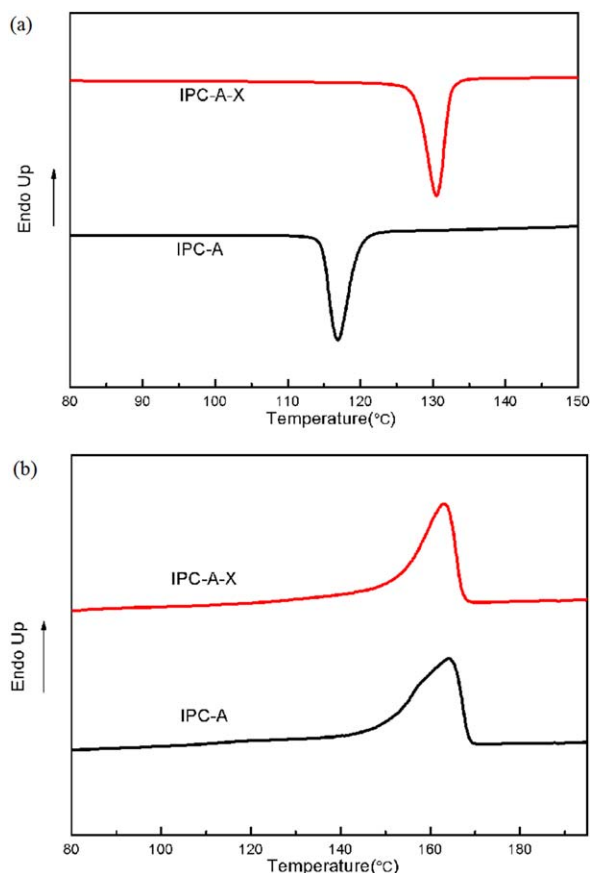 (a)
IPC-A-X
Endo Up
IPC-A
80 90 100 110 120 130 140 150
Temperature(℃)
(b)
IPC-A-X
Endo Up
IPC-A
80 100 120 140 160 180
Temperature(℃)